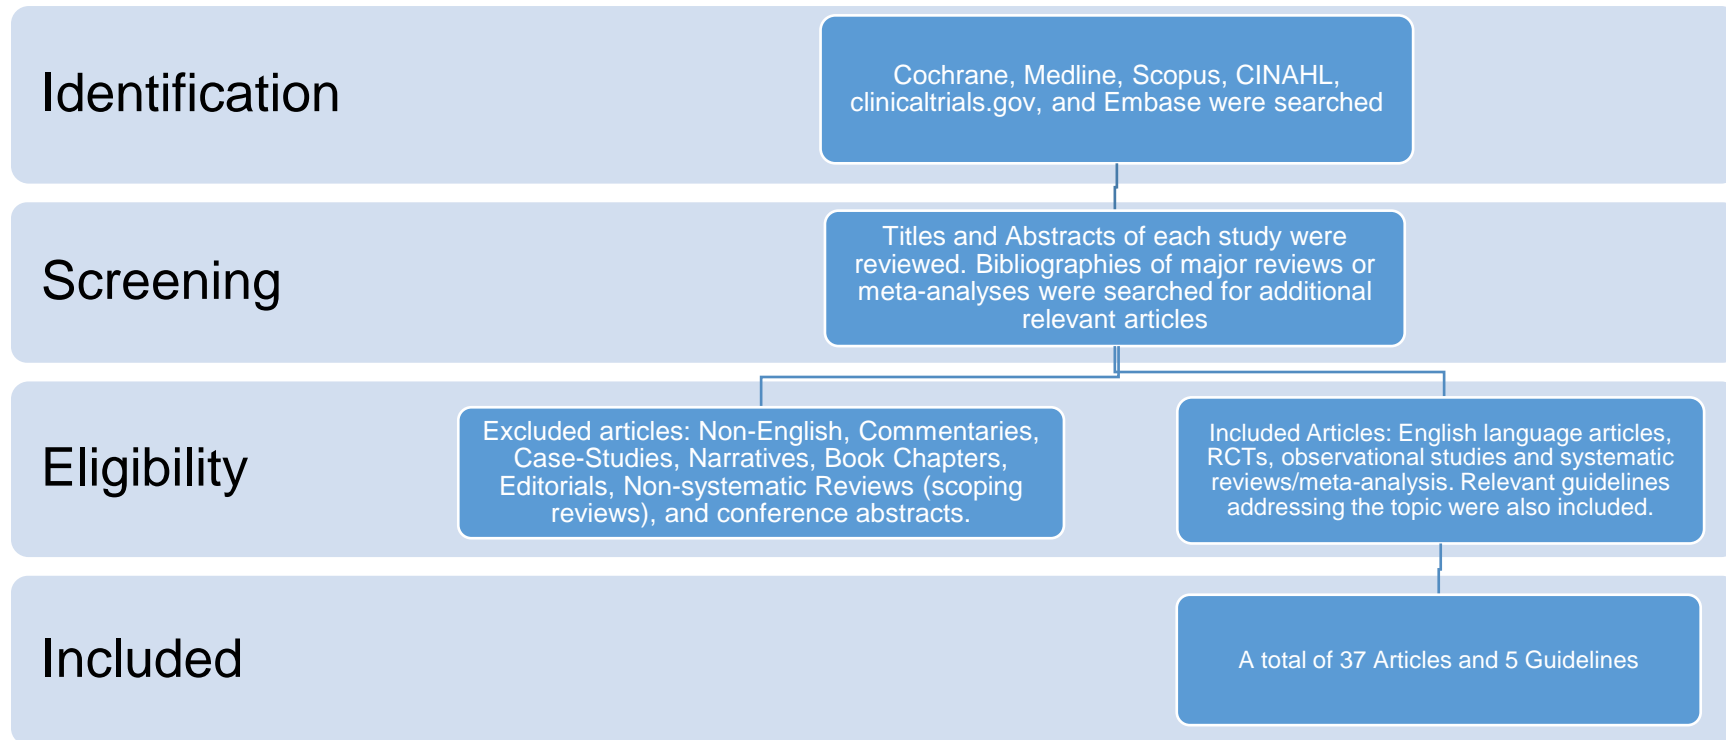 Identification
Cochrane, Medline, Scopus, CINAHL,
clinicaltrials.gov, and Embase were searched
Screening
Titles and Abstracts of each study were
reviewed. Bibliographies of major reviews or
meta-analyses were searched for additional
relevant articles
Eligibility
Excluded articles: Non-English, Commentaries,
Case-Studies, Narratives, Book Chapters,
Editorials, Non-systematic Reviews (scoping
reviews), and conference abstracts.
Included Articles: English language articles,
RCTs, observational studies and systematic
reviews/meta-analysis. Relevant guidelines
addressing the topic were also included.
Included
A total of 37 Articles and 5 Guidelines